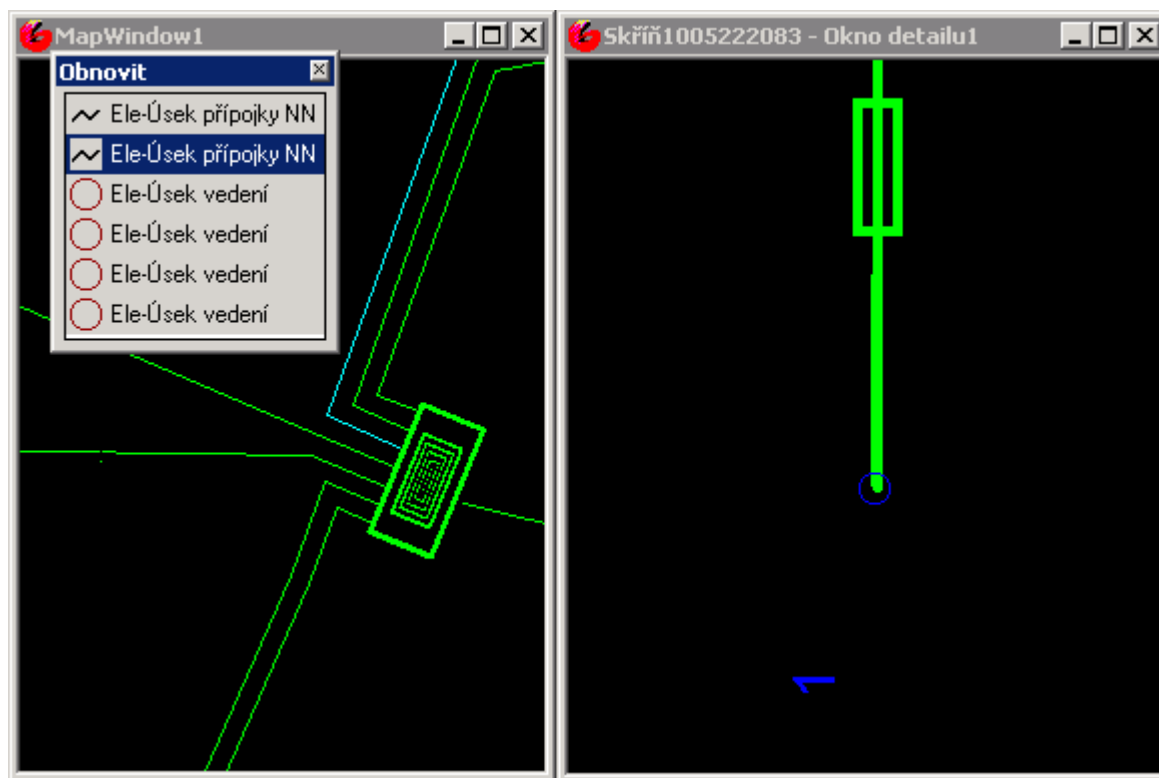 MapWindow1
Obnovit
Ele-Úsek přípojky NN
Ele-Úsek přípojky NN
Ele-Úsek vedení
Ele-Úsek vedení
Ele-Úsek vedení
Ele-Úsek vedení
Skříň1005222083 - Okno detailu1
1